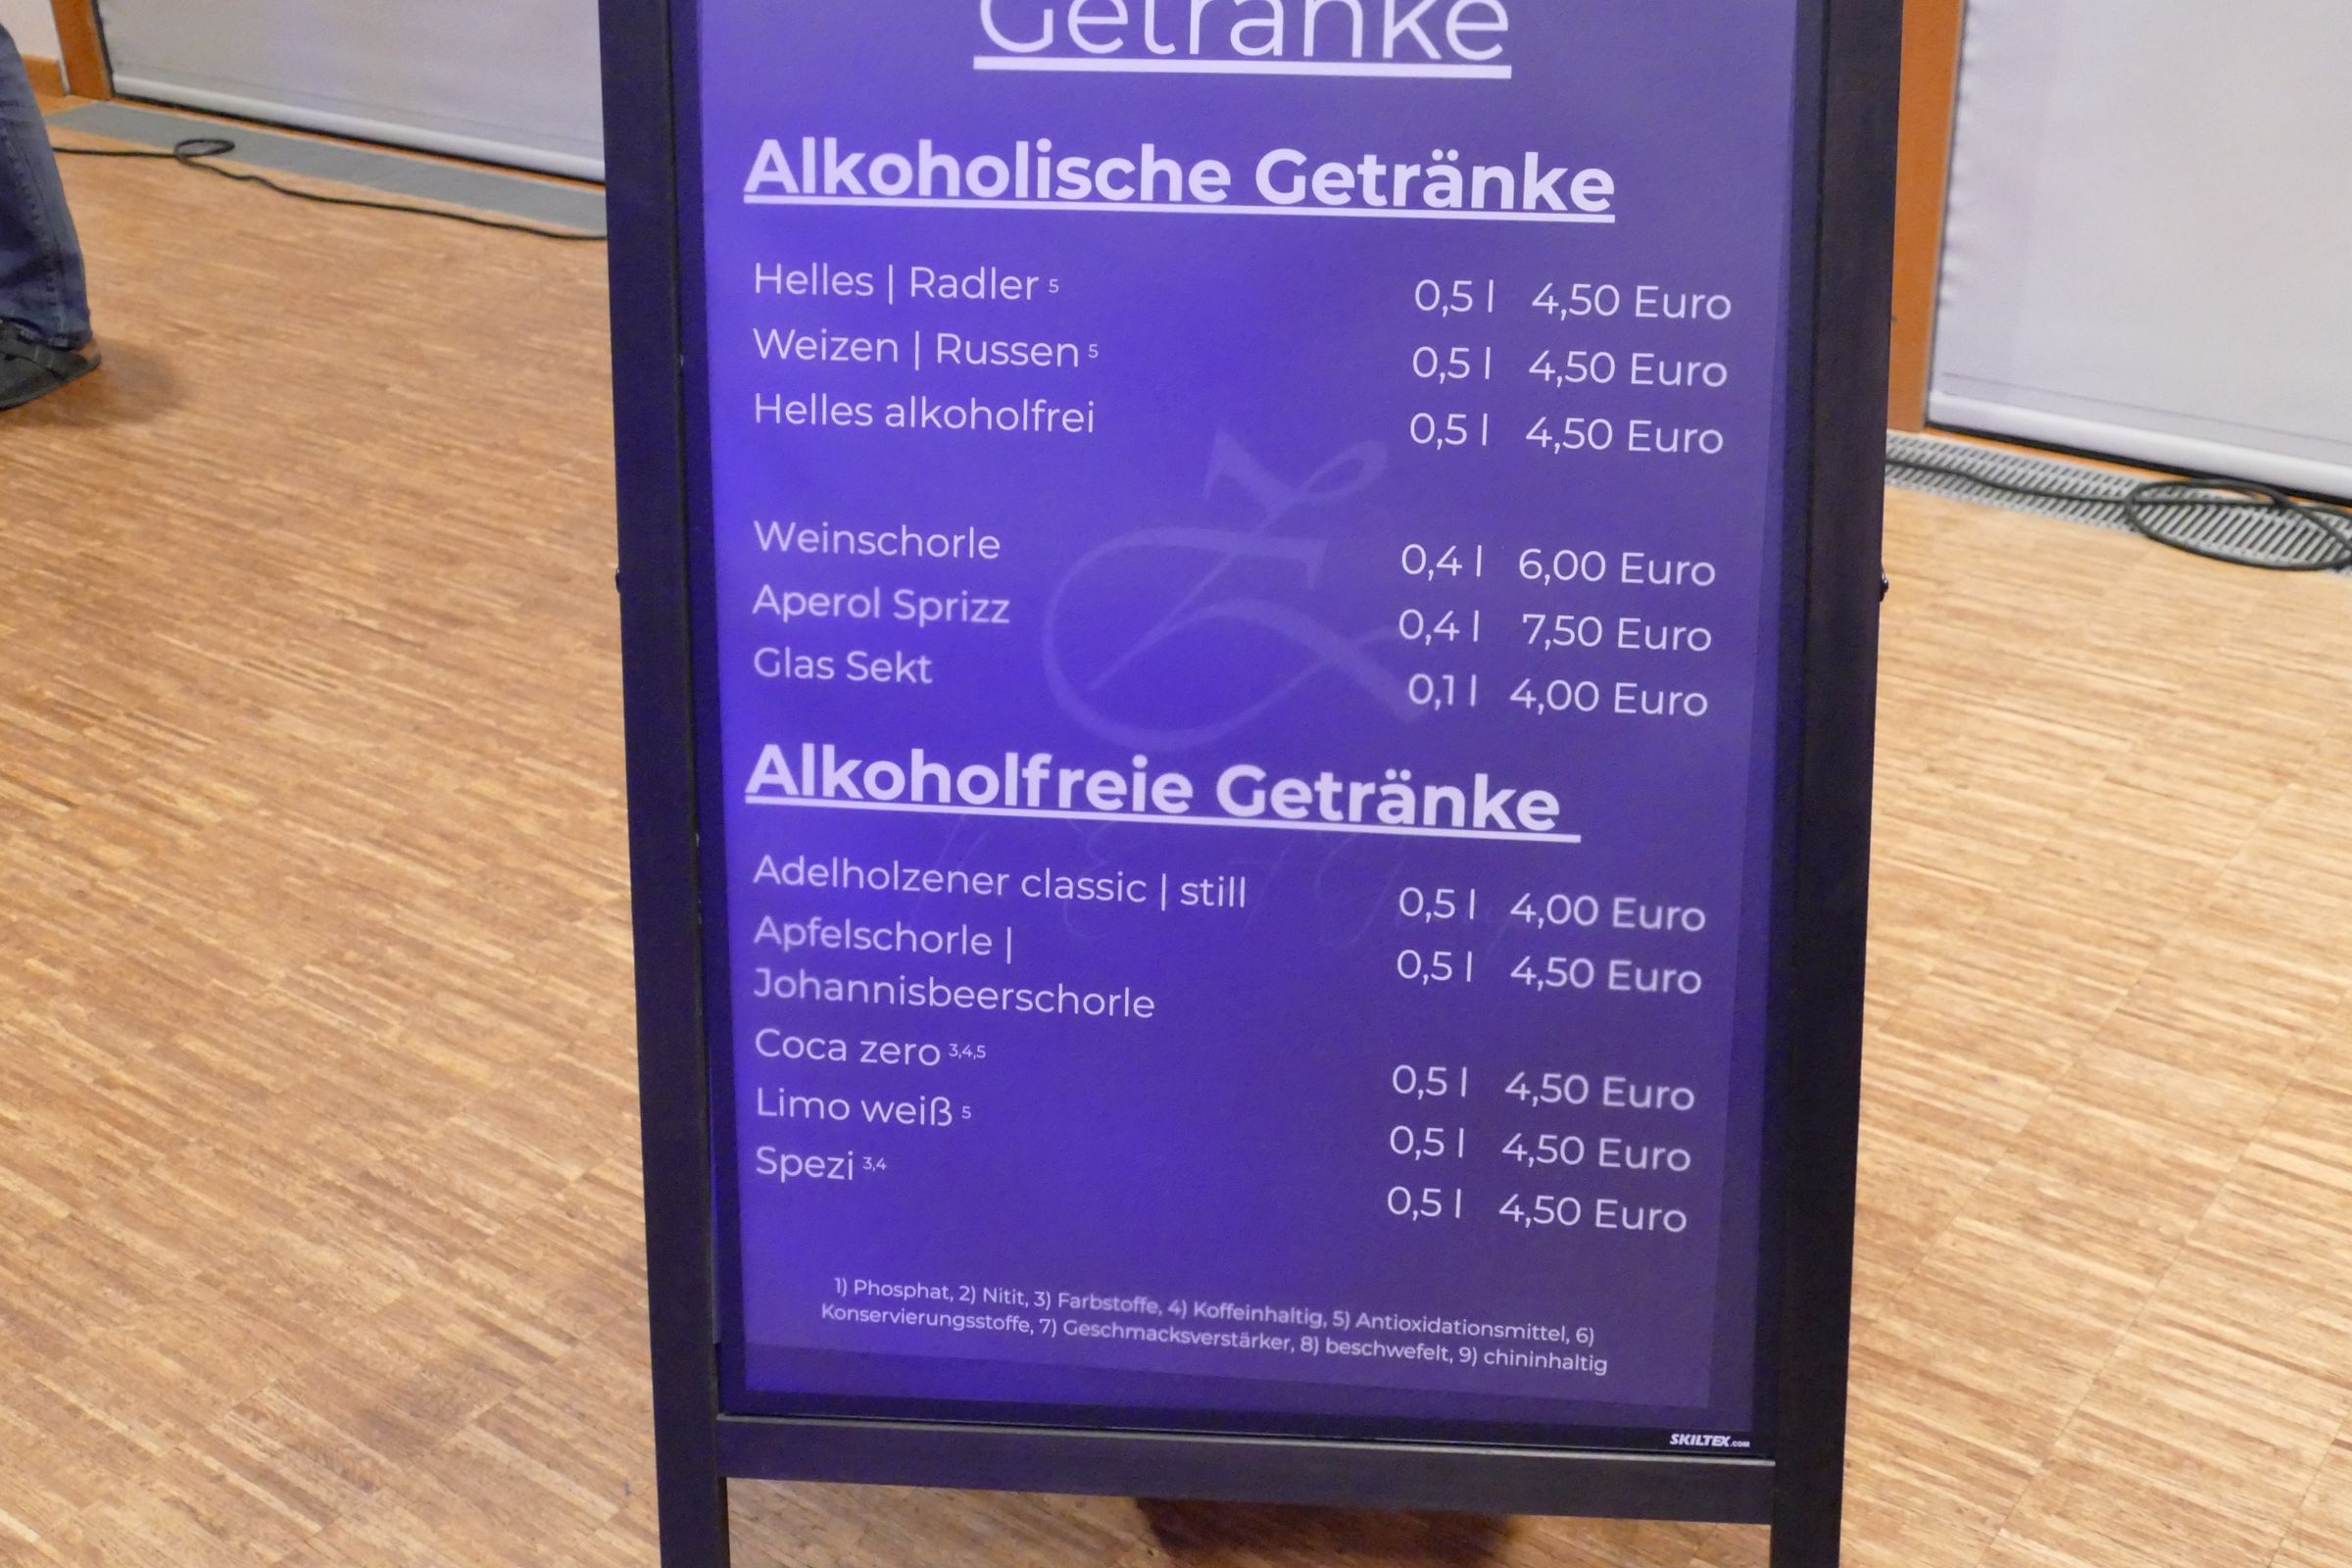 Getränke
Alkoholische Getränke
Helles | Radler 5 0,5 l 4,50 Euro
Weizen | Russen 5 0,5 l 4,50 Euro
Helles alkoholfrei 0,5 l 4,50 Euro
Weinschorle 0,4 l 6,00 Euro
Aperol Sprizz 0,4 l 7,50 Euro
Glas Sekt 0,1 l 4,00 Euro
Alkoholfreie Getränke
Adelholzener classic | still 0,5 l 4,00 Euro
Apfelschorle | 0,5 l 4,50 Euro
Johannisbeerschorle
Coca zero 3,4,5 0,5 l 4,50 Euro
Limo weiß 5 0,5 l 4,50 Euro
Spezi 3,4 0,5 l 4,50 Euro
1) Phosphat, 2) Nitit, 3) Farbstoffe, 4) Koffeinhaltig, 5) Antioxidationsmittel, 6)
Konservierungsstoffe, 7) Geschmacksverstärker, 8) beschwefelt, 9) chininhaltig
SKILTEX.COM